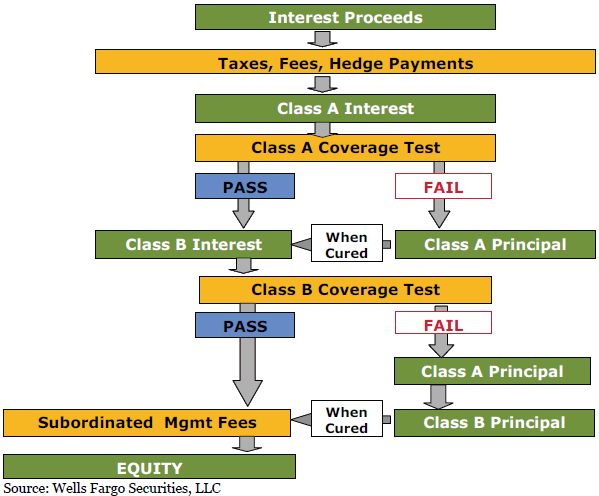 Interest Proceeds
Taxes, Fees, Hedge Payments
Class A Interest
Class A Coverage Test
PASS
FAIL
Class B Interest
When
Cured
Class A Principal
Class B Coverage Test
PASS
FAIL
Class A Principal
Subordinated Mgmt Fees
When
Cured
Class B Principal
EQUITY
Source: Wells Fargo Securities, LLC